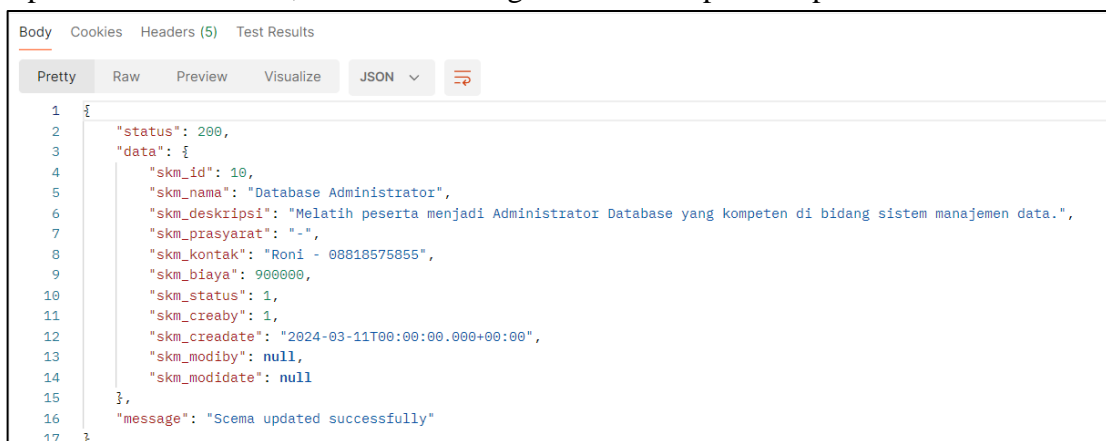 Body Cookies Headers (5) Test Results
Pretty Raw Preview Visualize JSON
1 {
2 "status": 200,
3 "data": {
4 "skm_id": 10,
5 "skm_nama": "Database Administrator",
6 "skm_deskripsi": "Melatih peserta menjadi Administrator Database yang kompeten di bidang sistem manajemen data.",
7 "skm_prasyarat": "-",
8 "skm_kontak": "Roni - 08818575855",
9 "skm_biaya": 900000,
10 "skm_status": 1,
11 "skm_creaby": 1,
12 "skm_creadate": "2024-03-11T00:00:00.000+00:00",
13 "skm_modiby": null,
14 "skm_modidate": null
15 },
16 "message": "Scema updated successfully"
17 }